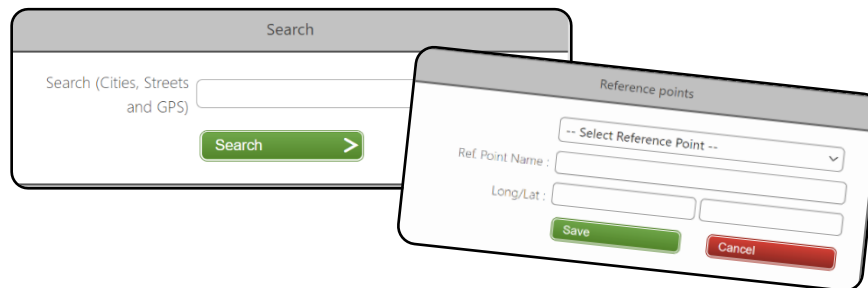 Search
Search (Cities, Streets
and GPS)
Search
Reference points
-- Select Reference Point --
Ref. Point Name :
Long/Lat :
Save
Cancel